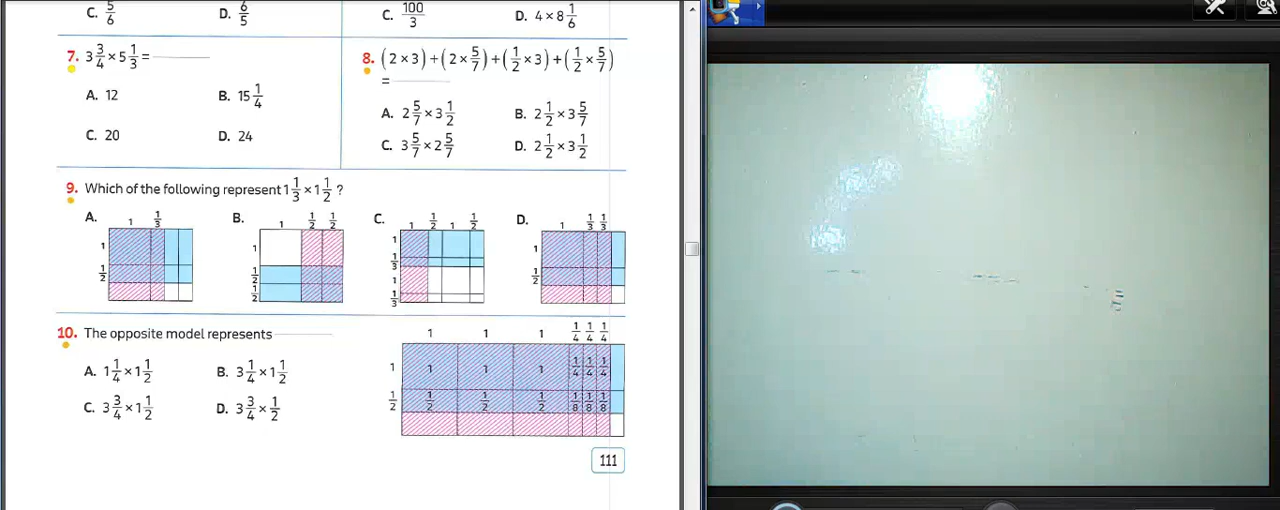 C. 5/6 D. 6/5
C. 100/3 D. 4 × 8 1/6
7. 3 3/4 × 5 1/3 =
A. 12 B. 15 1/4
C. 20 D. 24
8. (2 × 3) + (2 × 5/7) + (1/2 × 3) + (1/2 × 5/7)
=
A. 2 5/7 × 3 1/2 B. 2 1/2 × 3 5/7
C. 3 5/7 × 2 5/7 D. 2 1/2 × 3 1/2
9. Which of the following represent 1 1/3 × 1 1/2 ?
A. B. C. D.
1 1/3
1
1/2
1 1/2 1/2
1
1/2
1/2
1 1/2 1 1/2
1
1/3
1
1/3
1 1/3 1/3
1
1/2
10. The opposite model represents
A. 1 1/4 × 1 1/2 B. 3 1/4 × 1 1/2
C. 3 3/4 × 1 1/2 D. 3 3/4 × 1/2
1 1 1 1/4 1/4 1/4
1 1 1 1 1/4 1/4 1/4
1/2 1/2 1/2 1/2 1/8 1/8 1/8
111